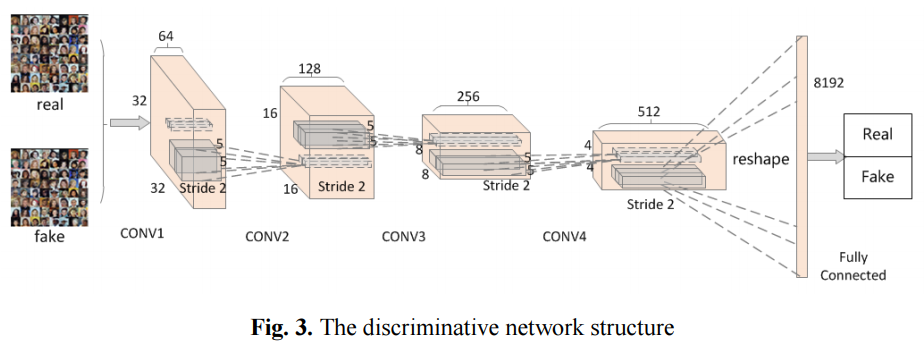 real
fake
64
32
32
5
5
Stride 2
CONV1
128
16
16
5
5
Stride 2
CONV2
256
8
8
5
5
Stride 2
CONV3
512
4
4
Stride 2
CONV4
reshape
8192
Real
Fake
Fully
Connected
Fig. 3. The discriminative network structure